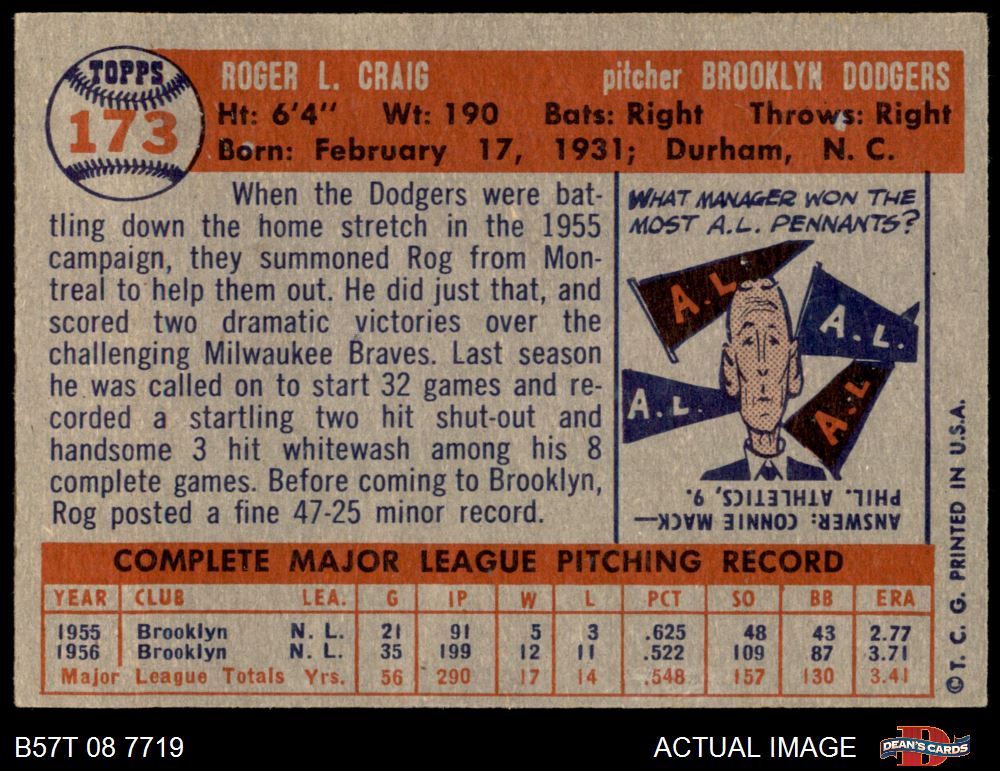 TOPPS
173
ROGER L. CRAIG pitcher BROOKLYN DODGERS
Ht: 6'4" Wt: 190 Bats: Right Throws: Right
Born: February 17, 1931; Durham, N. C.
When the Dodgers were bat-
tling down the home stretch in the 1955
campaign, they summoned Rog from Mon-
treal to help them out. He did just that, and
scored two dramatic victories over the
challenging Milwaukee Braves. Last season
he was called on to start 32 games and re-
corded a startling two hit shut-out and
handsome 3 hit whitewash among his 8
complete games. Before coming to Brooklyn,
Rog posted a fine 47-25 minor record.
WHAT MANAGER WON THE
MOST A.L. PENNANTS?
A.L.
A.L.
A.L.
A.L.
ANSWER: CONNIE MACK—
PHIL. ATHLETICS, 9.
COMPLETE MAJOR LEAGUE PITCHING RECORD
YEAR CLUB LEA. G IP W L PCT SO BB ERA
1955 Brooklyn N. L. 21 91 5 3 .625 48 43 2.77
1956 Brooklyn N. L. 35 199 12 11 .522 109 87 3.71
Major League Totals Yrs. 56 290 17 14 .548 157 130 3.41
© T. C. G. PRINTED IN U.S.A.
B57T 08 7719
ACTUAL IMAGE
DEAN'S CARDS